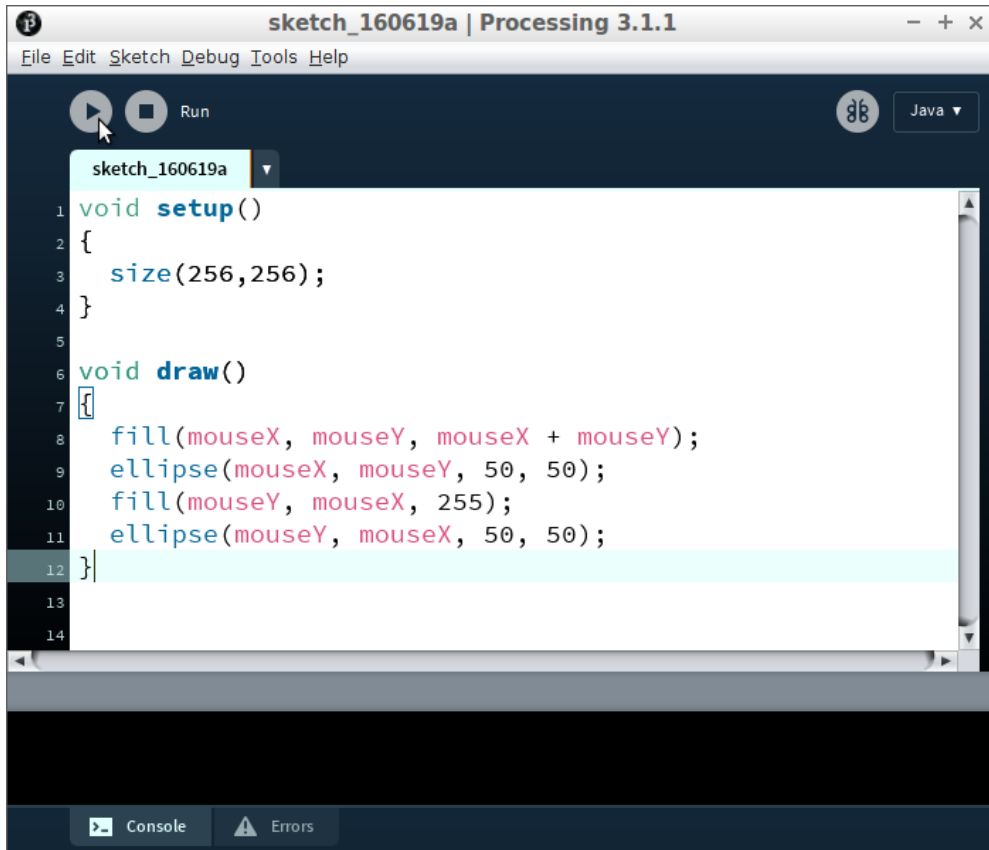 sketch_160619a | Processing 3.1.1
File Edit Sketch Debug Tools Help
Run
Java
sketch_160619a
1 void setup()
2 {
3   size(256,256);
4 }
5
6 void draw()
7 {
8   fill(mouseX, mouseY, mouseX + mouseY);
9   ellipse(mouseX, mouseY, 50, 50);
10   fill(mouseY, mouseX, 255);
11   ellipse(mouseY, mouseX, 50, 50);
12 }
13
14
Console Errors